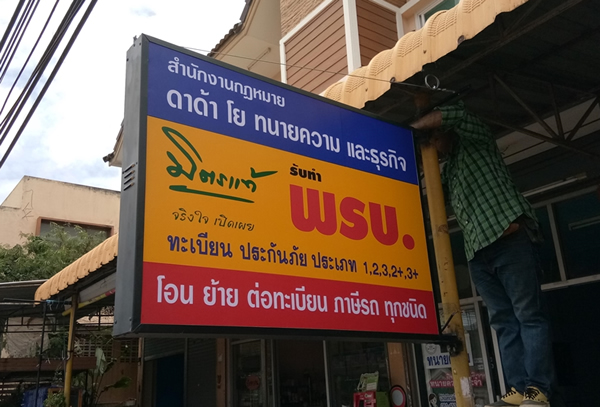 สำนักงานกฎหมาย
ดาด้า โย ทนายความ และธุรกิจ
มิตรแท้
จริงใจ เปิดเผย
รับทำ
พรบ.
ทะเบียน ประกันภัย ประเภท 1,2,3,2+,3+
โอน ย้าย ต่อทะเบียน ภาษีรถ ทุกชนิด